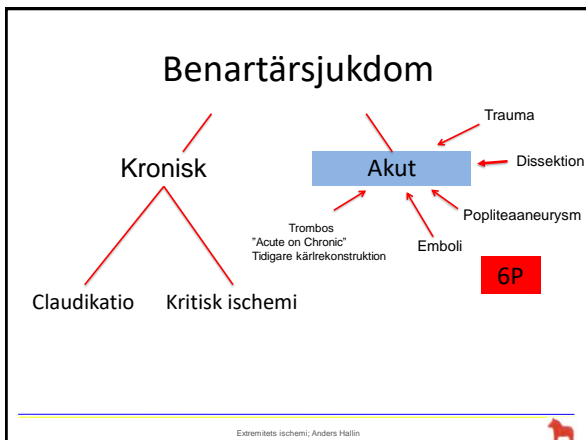 Benartärsjukdom
Trauma
Kronisk
Akut
Dissektion
Popliteaaneurysm
Trombos
"Acute on Chronic"
Tidigare kärlrekonstruktion
Emboli
6P
Claudikatio
Kritisk ischemi
Extremitets ischemi; Anders Hallin